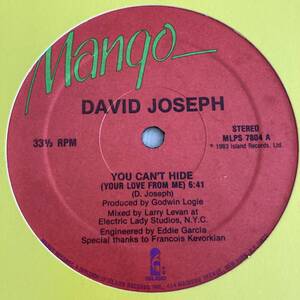 Mango
DAVID JOSEPH
33⅓ RPM
STEREO
MLPS 7804 A
℗ 1983 Island Records Ltd.
YOU CAN'T HIDE
(YOUR LOVE FROM ME) 6:41
(D. Joseph)
Produced by Godwin Logie
Mixed by Larry Levan at
Electric Lady Studios, N.Y.C.
Engineered by Eddie Garcia
Special thanks to Francois Kevorkian
ISLAND